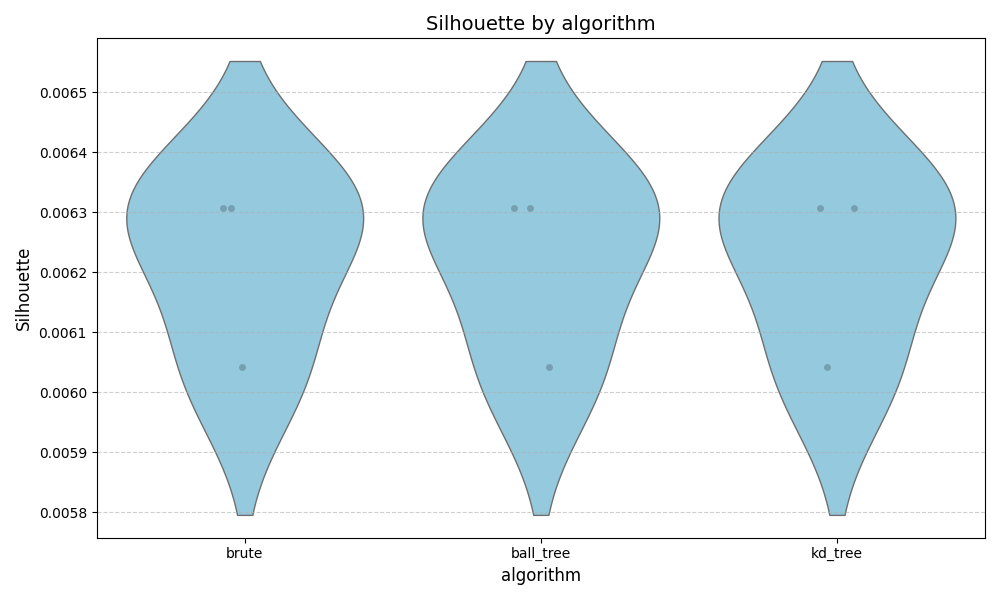 Silhouette by algorithm
Silhouette
0.0065
0.0064
0.0063
0.0062
0.0061
0.0060
0.0059
0.0058
brute ball_tree kd_tree
algorithm